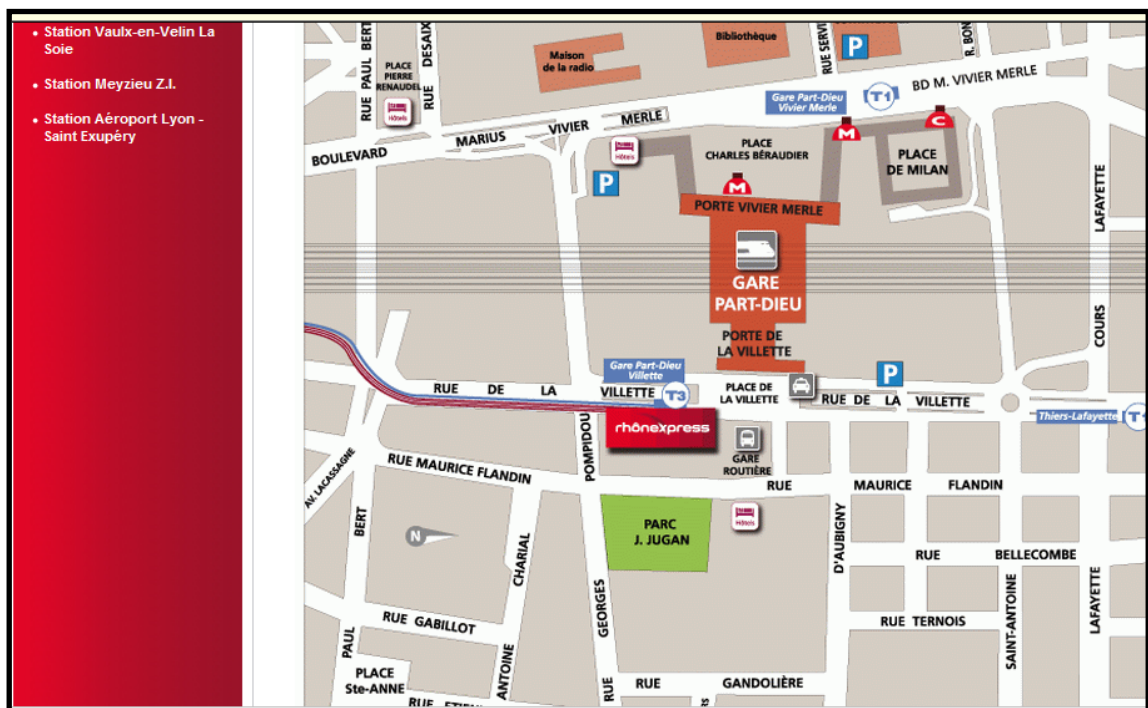 Station Vaulx-en-Velin La
Soie
Station Meyzieu Z.I.
Station Aéroport Lyon -
Saint Exupéry
RUE PAUL BERT
RUE DESAIX
PLACE
PIERRE
RENAUDEL
Hôtels
Maison
de la radio
Bibliothèque
P
RUE SERV
R. BON
Gare Part-Dieu
Vivier Merle
T1
BD M. VIVIER MERLE
BOULEVARD MARIUS VIVIER MERLE
Hôtels
P
PLACE
CHARLES BÉRAUDIER
M
C
PLACE
DE MILAN
M
PORTE VIVIER MERLE
GARE
PART-DIEU
PORTE DE
LA VILLETTE
COURS LAFAYETTE
Gare Part-Dieu
Villette
T3
RUE DE LA VILLETTE
PLACE DE
LA VILLETTE
P
RUE DE LA VILLETTE
Thiers-Lafayette
T
rhônexpress
GARE
ROUTIÈRE
AV. LACASSAGNE
RUE MAURICE FLANDIN
RUE MAURICE FLANDIN
PARC
J. JUGAN
Hôtels
N
PAUL BERT
ANTOINE CHARIAL
RUE GEORGES POMPIDOU
D'AUBIGNY
RUE BELLECOMBE
RUE TERNOIS
SAINT-ANTOINE
LAFAYETTE
RUE GABILLOT
PLACE
Ste-ANNE
RUE GANDOLIÈRE